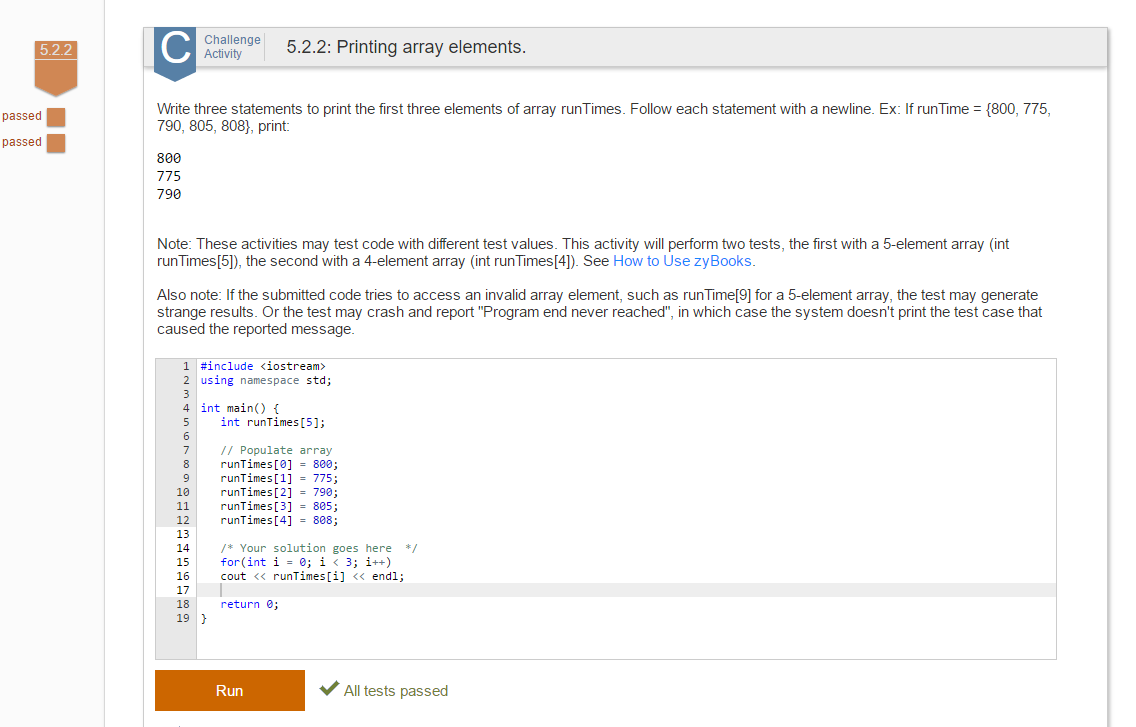 5.2.2
passed
passed
C
Challenge
Activity
5.2.2: Printing array elements.
Write three statements to print the first three elements of array runTimes. Follow each statement with a newline. Ex: If runTime = {800, 775,
790, 805, 808}, print:
800
775
790
Note: These activities may test code with different test values. This activity will perform two tests, the first with a 5-element array (int
runTimes[5]), the second with a 4-element array (int runTimes[4]). See How to Use zyBooks.
Also note: If the submitted code tries to access an invalid array element, such as runTime[9] for a 5-element array, the test may generate
strange results. Or the test may crash and report "Program end never reached", in which case the system doesn't print the test case that
caused the reported message.
1 #include <iostream>
2 using namespace std;
3
4 int main() {
5    int runTimes[5];
6
7    // Populate array
8    runTimes[0] = 800;
9    runTimes[1] = 775;
10    runTimes[2] = 790;
11    runTimes[3] = 805;
12    runTimes[4] = 808;
13
14    /* Your solution goes here  */
15    for(int i = 0; i < 3; i++)
16    cout << runTimes[i] << endl;
17
18    return 0;
19 }
Run
All tests passed